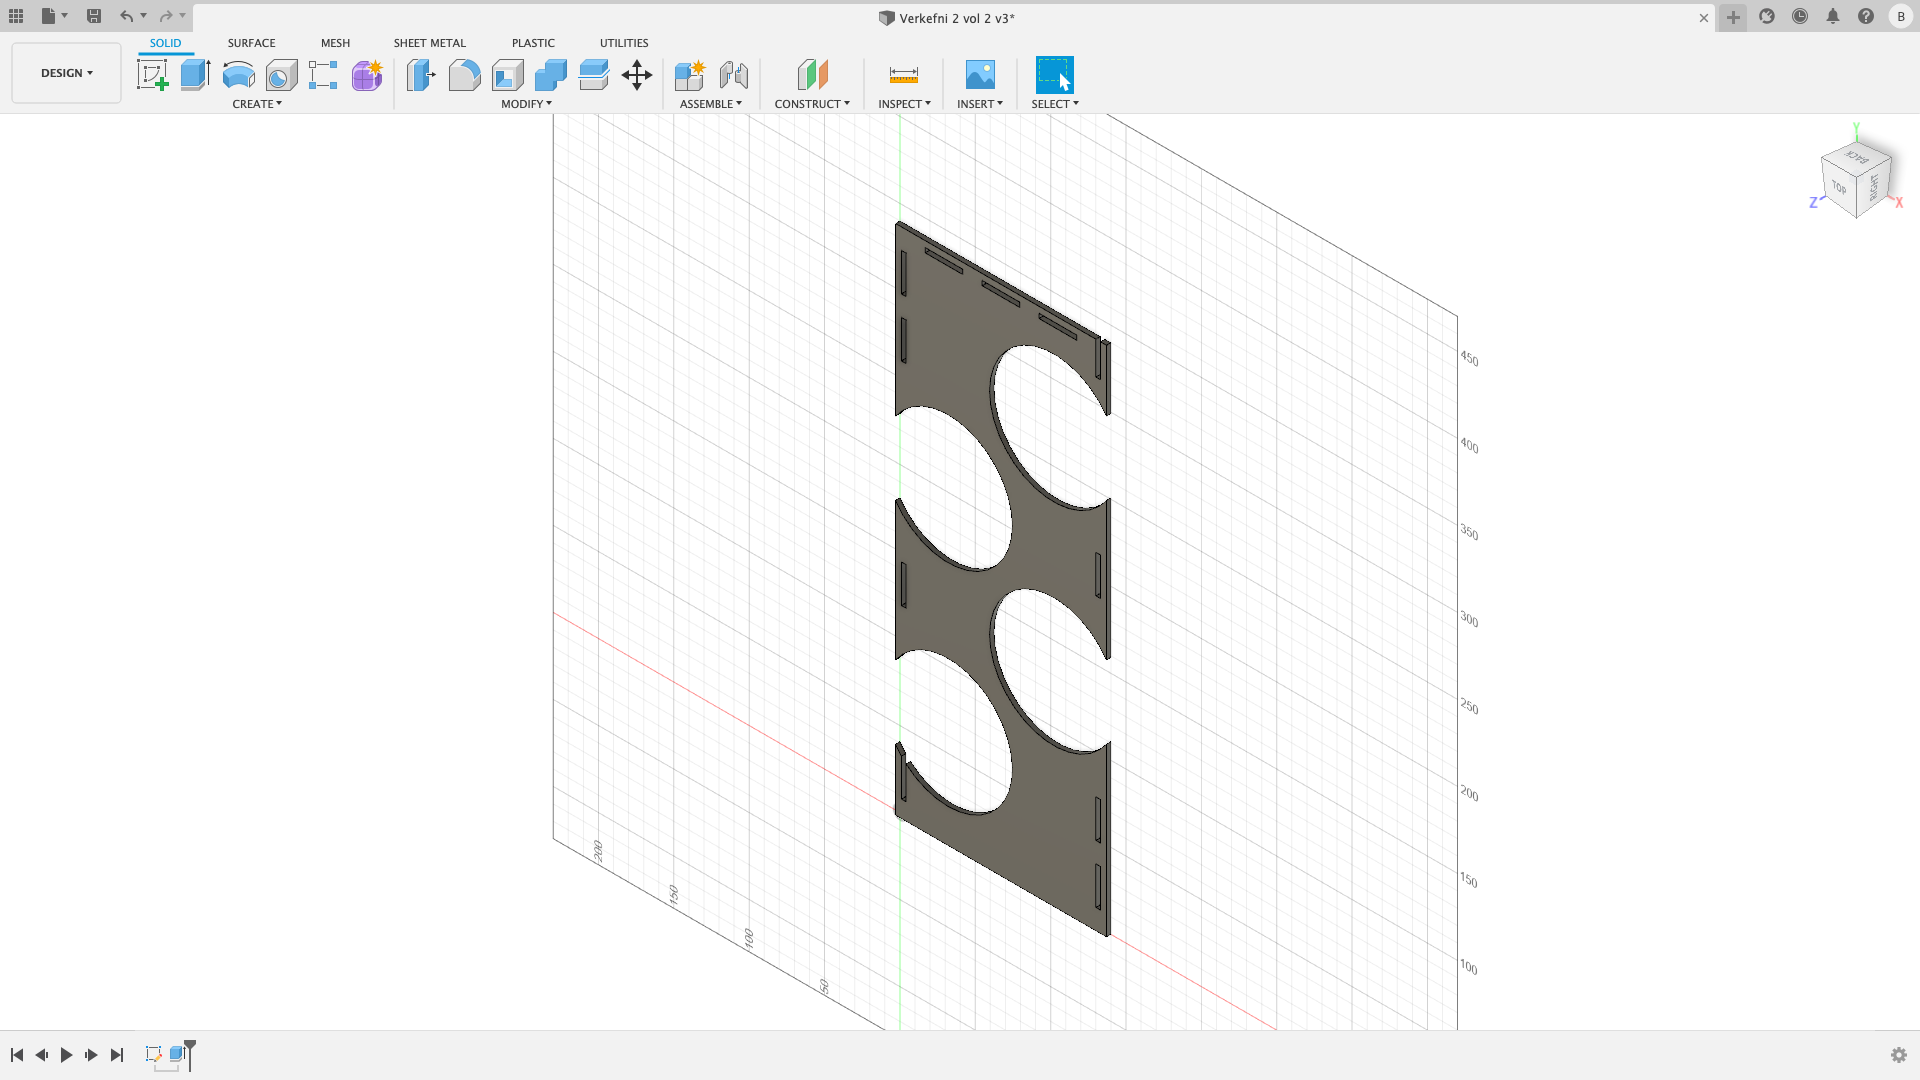 Verkefni 2 vol 2 v3*
B
SOLID SURFACE MESH SHEET METAL PLASTIC UTILITIES
DESIGN
CREATE MODIFY ASSEMBLE CONSTRUCT INSPECT INSERT SELECT
Y
BACK
TOP
RIGHT
Z
X
450
400
350
300
250
200
150
100
200
150
100
50